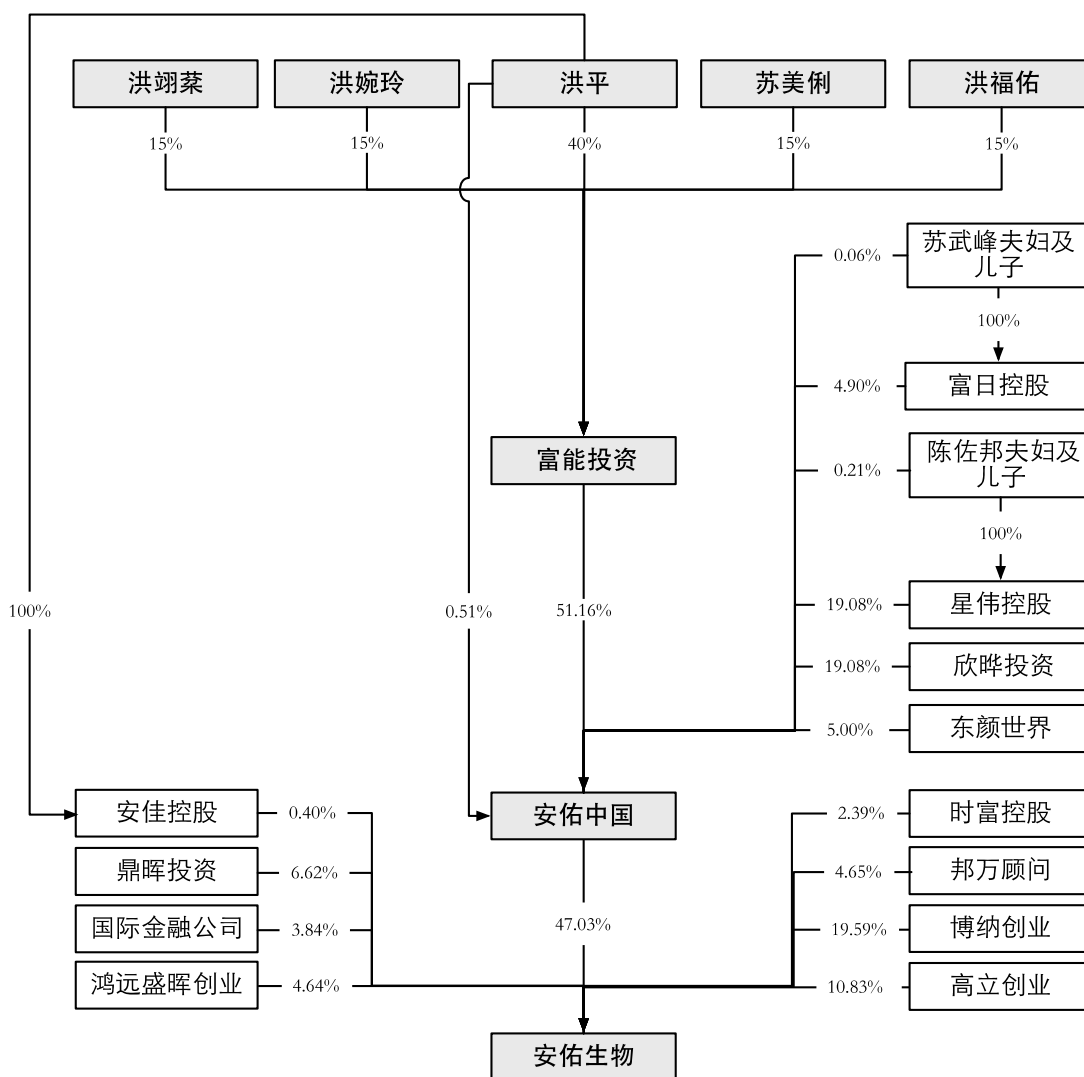 洪翊棻
洪婉玲
洪平
苏美俐
洪福佑
15%
15%
40%
15%
15%
苏武峰夫妇及
儿子
0.06%
100%
富日控股
4.90%
陈佐邦夫妇及
儿子
0.21%
富能投资
100%
星伟控股
19.08%
100%
0.51%
51.16%
欣晔投资
19.08%
东颜世界
5.00%
安佳控股
0.40%
安佑中国
2.39%
时富控股
鼎晖投资
6.62%
4.65%
邦万顾问
国际金融公司
3.84%
47.03%
19.59%
博纳创业
鸿远盛晖创业
4.64%
10.83%
高立创业
安佑生物